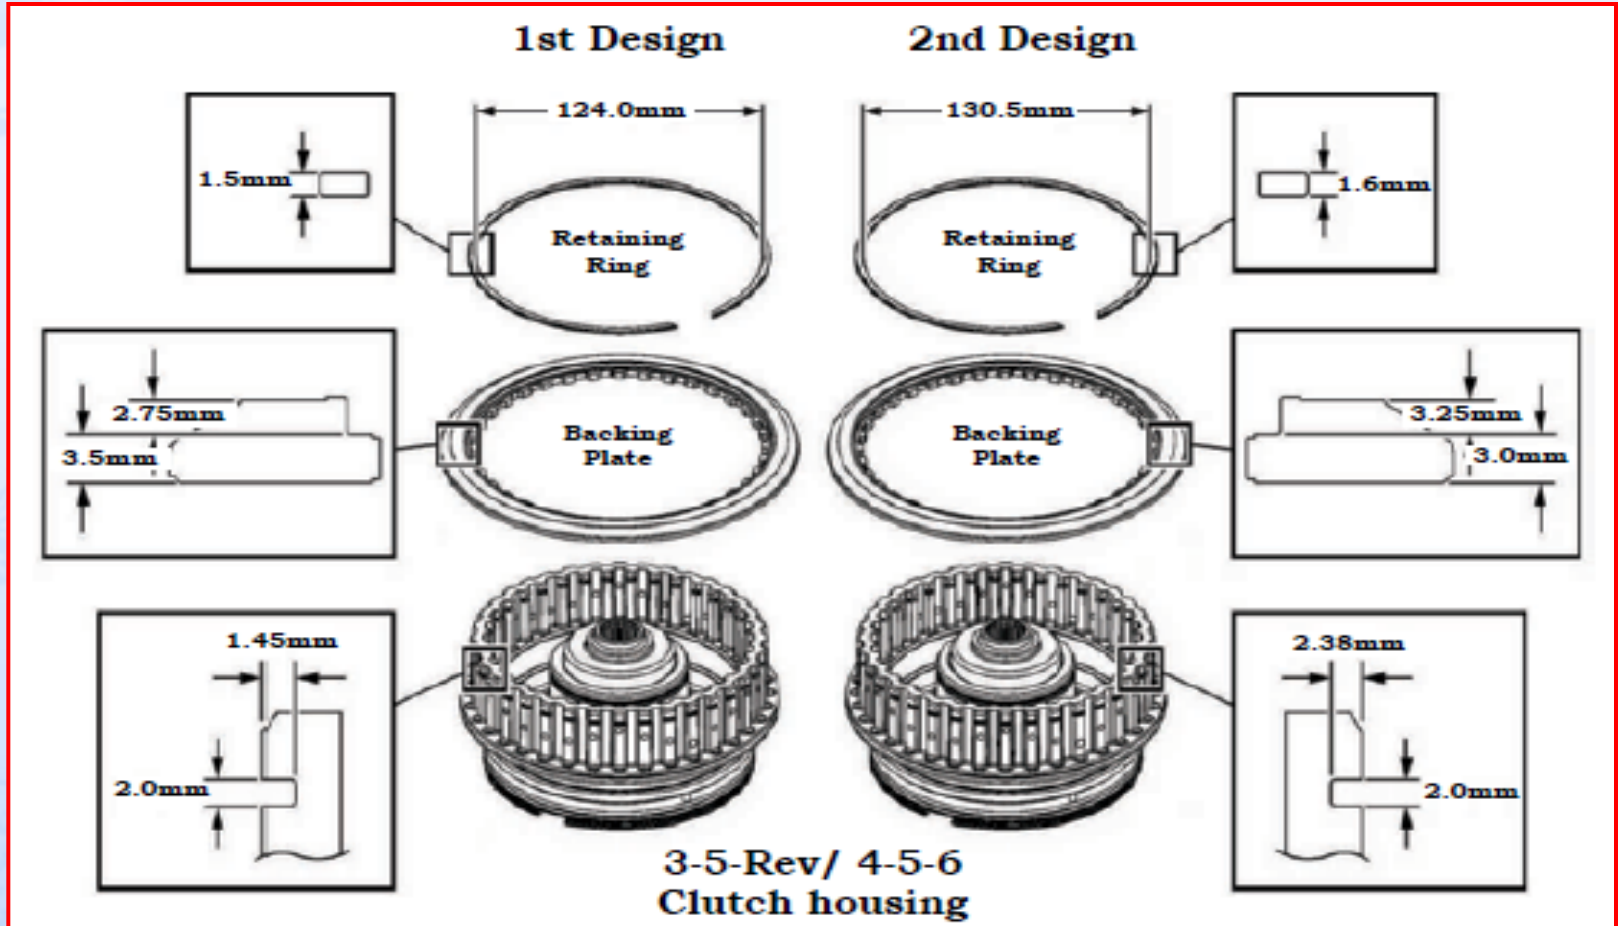 1st Design
2nd Design
124.0mm
130.5mm
1.5mm
1.6mm
Retaining
Ring
Retaining
Ring
2.75mm
3.5mm
Backing
Plate
Backing
Plate
3.25mm
3.0mm
1.45mm
2.0mm
2.38mm
2.0mm
3-5-Rev/ 4-5-6
Clutch housing